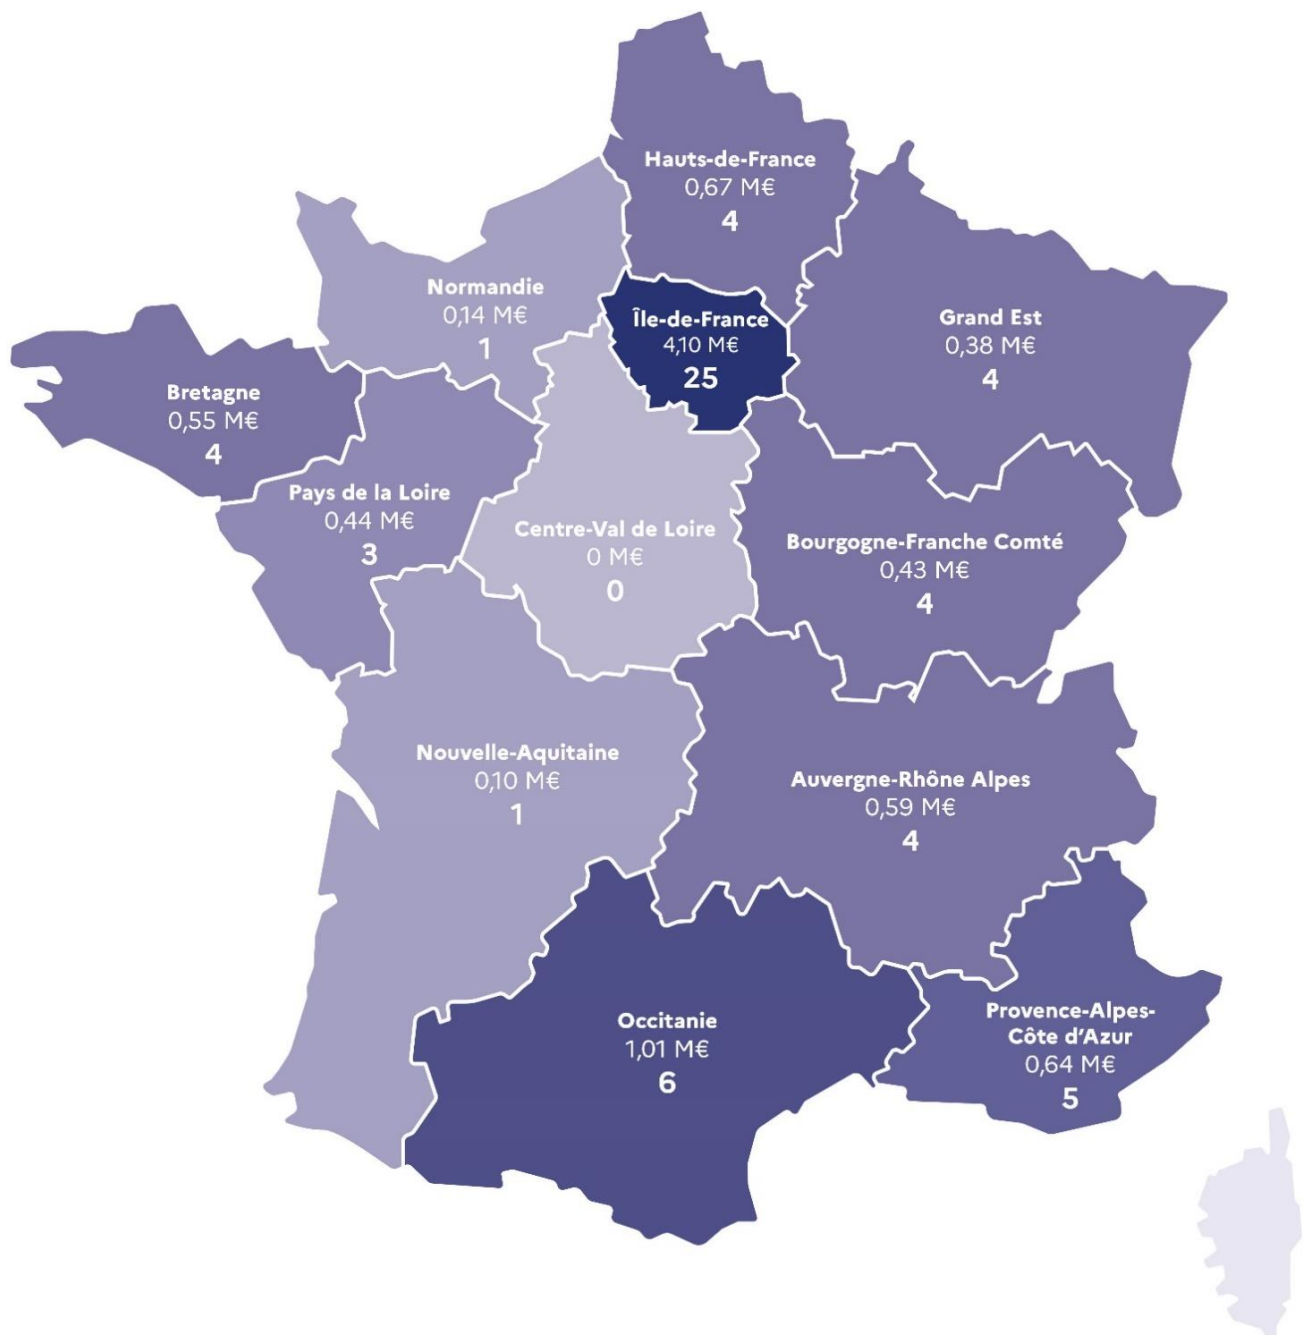 Hauts-de-France
0,67 M€
4
Normandie
0,14 M€
1
Île-de-France
4,10 M€
25
Grand Est
0,38 M€
4
Bretagne
0,55 M€
4
Pays de la Loire
0,44 M€
3
Centre-Val de Loire
0 M€
0
Bourgogne-Franche Comté
0,43 M€
4
Nouvelle-Aquitaine
0,10 M€
1
Auvergne-Rhône Alpes
0,59 M€
4
Occitanie
1,01 M€
6
Provence-Alpes-
Côte d'Azur
0,64 M€
5